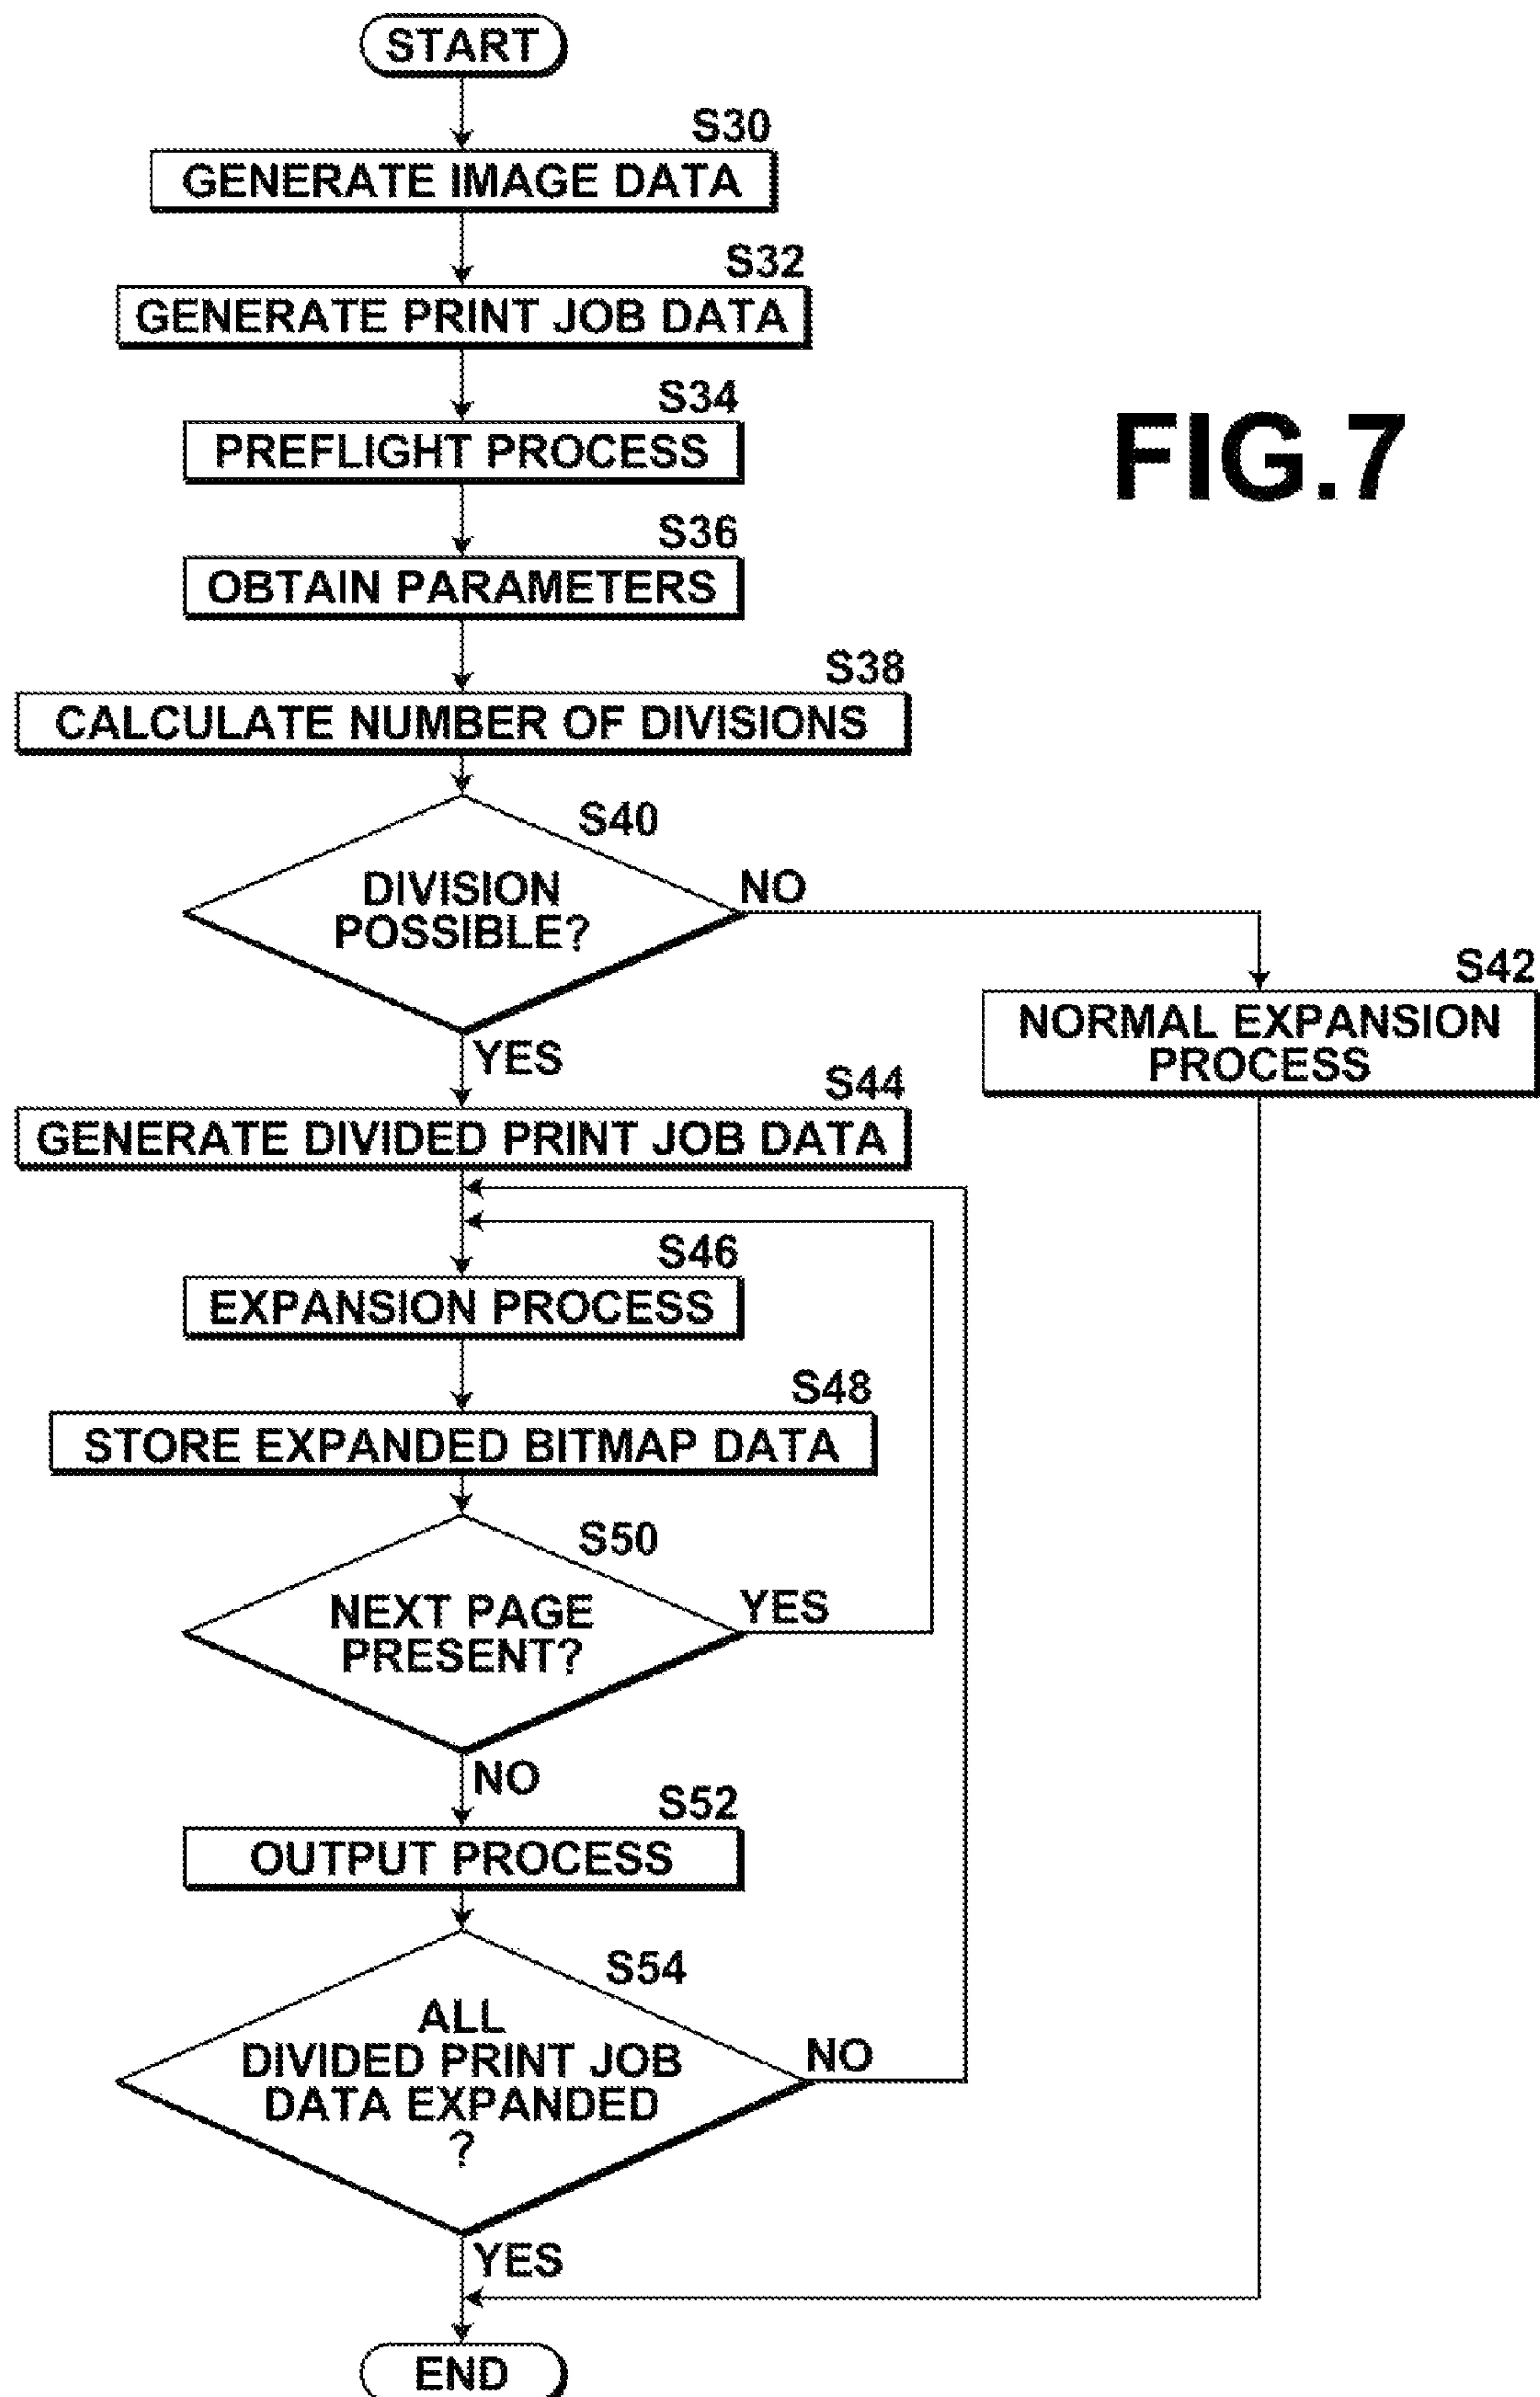 START
S30
GENERATE IMAGE DATA
S32
GENERATE PRINT JOB DATA
S34
PREFLIGHT PROCESS
FIG.7
S36
OBTAIN PARAMETERS
S38
CALCULATE NUMBER OF DIVISIONS
S40
DIVISION
POSSIBLE?
NO
S42
NORMAL EXPANSION
PROCESS
YES
S44
GENERATE DIVIDED PRINT JOB DATA
S46
EXPANSION PROCESS
S48
STORE EXPANDED BITMAP DATA
S50
NEXT PAGE
PRESENT?
YES
NO
S52
OUTPUT PROCESS
S54
ALL
DIVIDED PRINT JOB
DATA EXPANDED
?
NO
YES
END